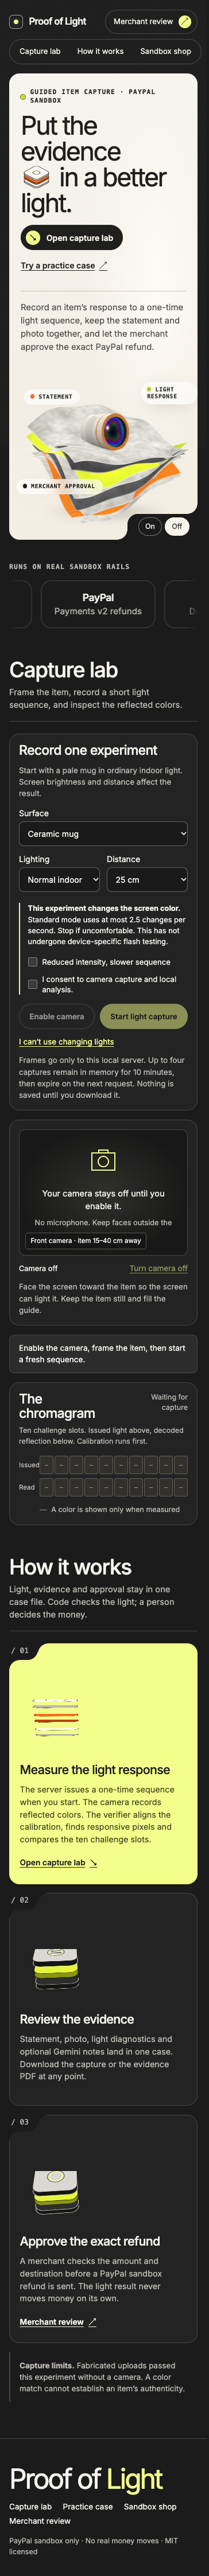 Proof of Light
Merchant review
Capture lab
How it works
Sandbox shop
GUIDED ITEM CAPTURE · PAYPAL
SANDBOX
Put the
evidence
in a better
light.
Open capture lab
Try a practice case
Record an item's response to a one-time
light sequence, keep the statement and
photo together, and let the merchant
approve the exact PayPal refund.
STATEMENT
LIGHT
RESPONSE
MERCHANT APPROVAL
On
Off
RUNS ON REAL SANDBOX RAILS
PayPal
Payments v2 refunds
D
Capture lab
Frame the item, record a short light
sequence, and inspect the reflected colors.
Record one experiment
Start with a pale mug in ordinary indoor light.
Screen brightness and distance affect the
result.
Surface
Ceramic mug
Lighting
Distance
Normal indoor
25 cm
This experiment changes the screen color.
Standard mode uses at most 2.5 changes per
second. Stop if uncomfortable. This has not
undergone device-specific flash testing.
Reduced intensity, slower sequence
I consent to camera capture and local
analysis.
Enable camera
Start light capture
I can't use changing lights
Frames go only to this local server. Up to four
captures remain in memory for 10 minutes,
then expire on the next request. Nothing is
saved until you download it.
Your camera stays off until you
enable it.
No microphone. Keep faces outside the
Front camera · item 15–40 cm away
Camera off
Turn camera off
Face the screen toward the item so the screen
can light it. Keep the item still and fill the
guide.
Enable the camera, frame the item, then start
a fresh sequence.
The
chromagram
Waiting for
capture
Ten challenge slots. Issued light above, decoded
reflection below. Calibration runs first.
Issued – – – – – – – – – –
Read – – – – – – – – – –
— A color is shown only when measured
How it works
Light, evidence and approval stay in one
case file. Code checks the light; a person
decides the money.
/ 01
Measure the light response
The server issues a one-time sequence
when you start. The camera records
reflected colors. The verifier aligns the
calibration, finds responsive pixels and
compares the ten challenge slots.
Open capture lab
/ 02
Review the evidence
Statement, photo, light diagnostics and
optional Gemini notes land in one case.
Download the capture or the evidence
PDF at any point.
/ 03
Approve the exact refund
A merchant checks the amount and
destination before a PayPal sandbox
refund is sent. The light result never
moves money on its own.
Merchant review
Capture limits. Fabricated uploads passed
this experiment without a camera. A color
match cannot establish an item's authenticity.
Proof of Light
Capture lab
Practice case
Sandbox shop
Merchant review
PayPal sandbox only · No real money moves · MIT
licensed